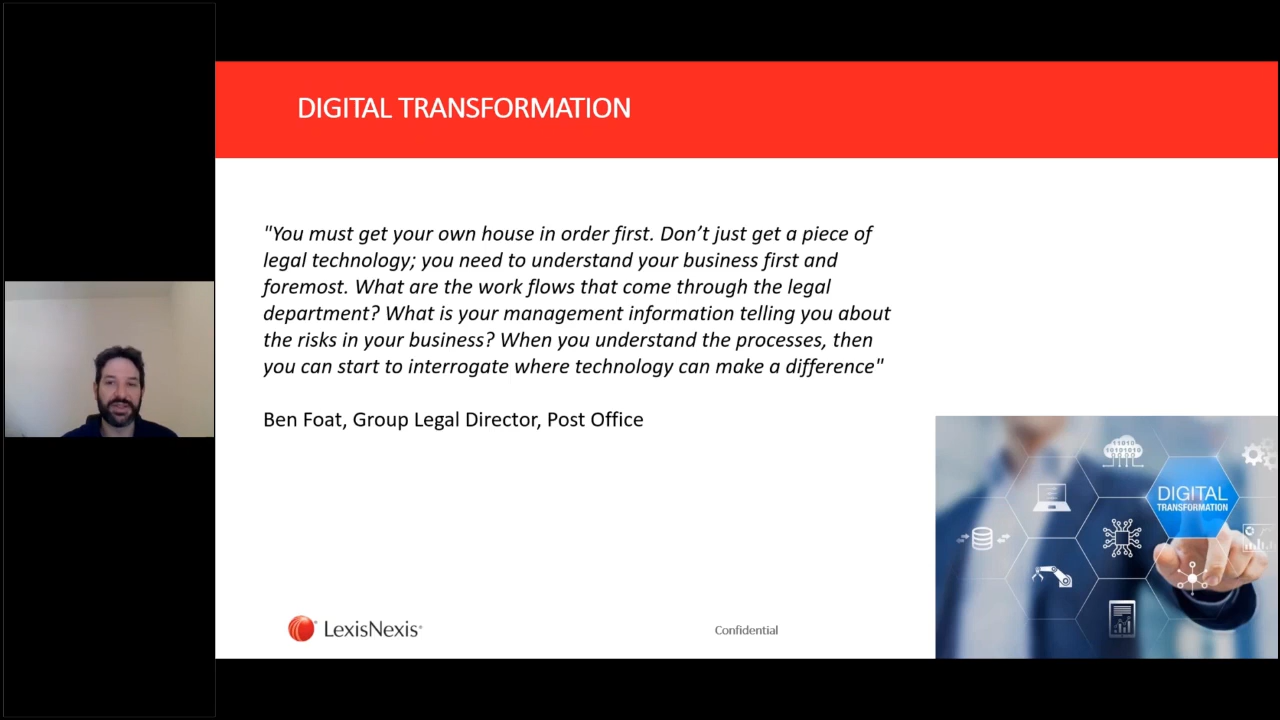 DIGITAL TRANSFORMATION
"You must get your own house in order first. Don’t just get a piece of
legal technology; you need to understand your business first and
foremost. What are the work flows that come through the legal
department? What is your management information telling you about
the risks in your business? When you understand the processes, then
you can start to interrogate where technology can make a difference"
Ben Foat, Group Legal Director, Post Office
11010
10101010
DIGITAL
TRANSFORMATION
LexisNexis®
Confidential